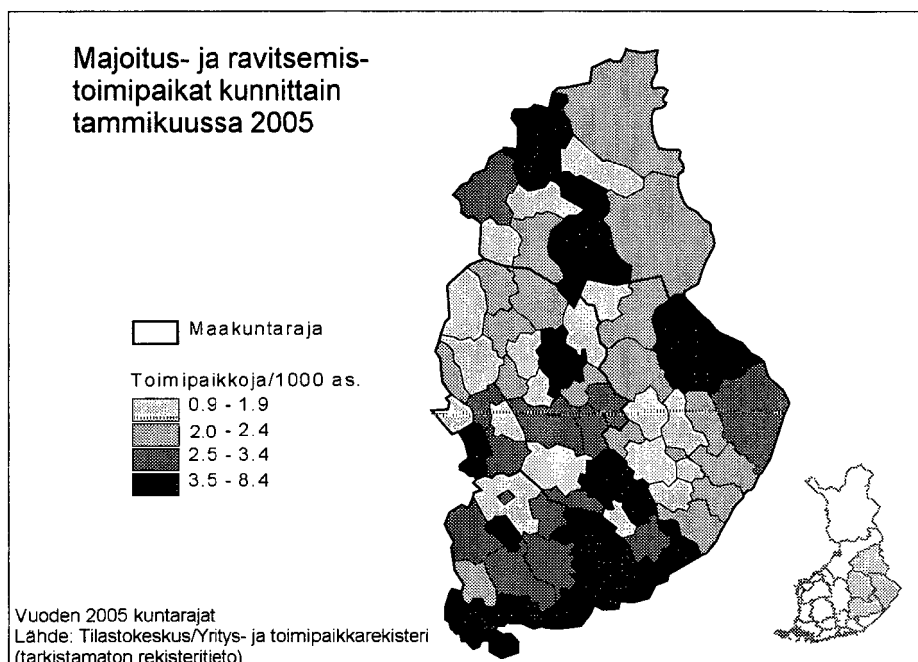 Majoitus- ja ravitsemis-
toimipaikat kunnittain
tammikuussa 2005
Maakuntaraja
Toimipaikkoja/1000 as.
0.9 - 1.9
2.0 - 2.4
2.5 - 3.4
3.5 - 8.4
Vuoden 2005 kuntarajat
Lähde: Tilastokeskus/Yritys- ja toimipaikkarekisteri
(tarkistamaton rekisteritieto)